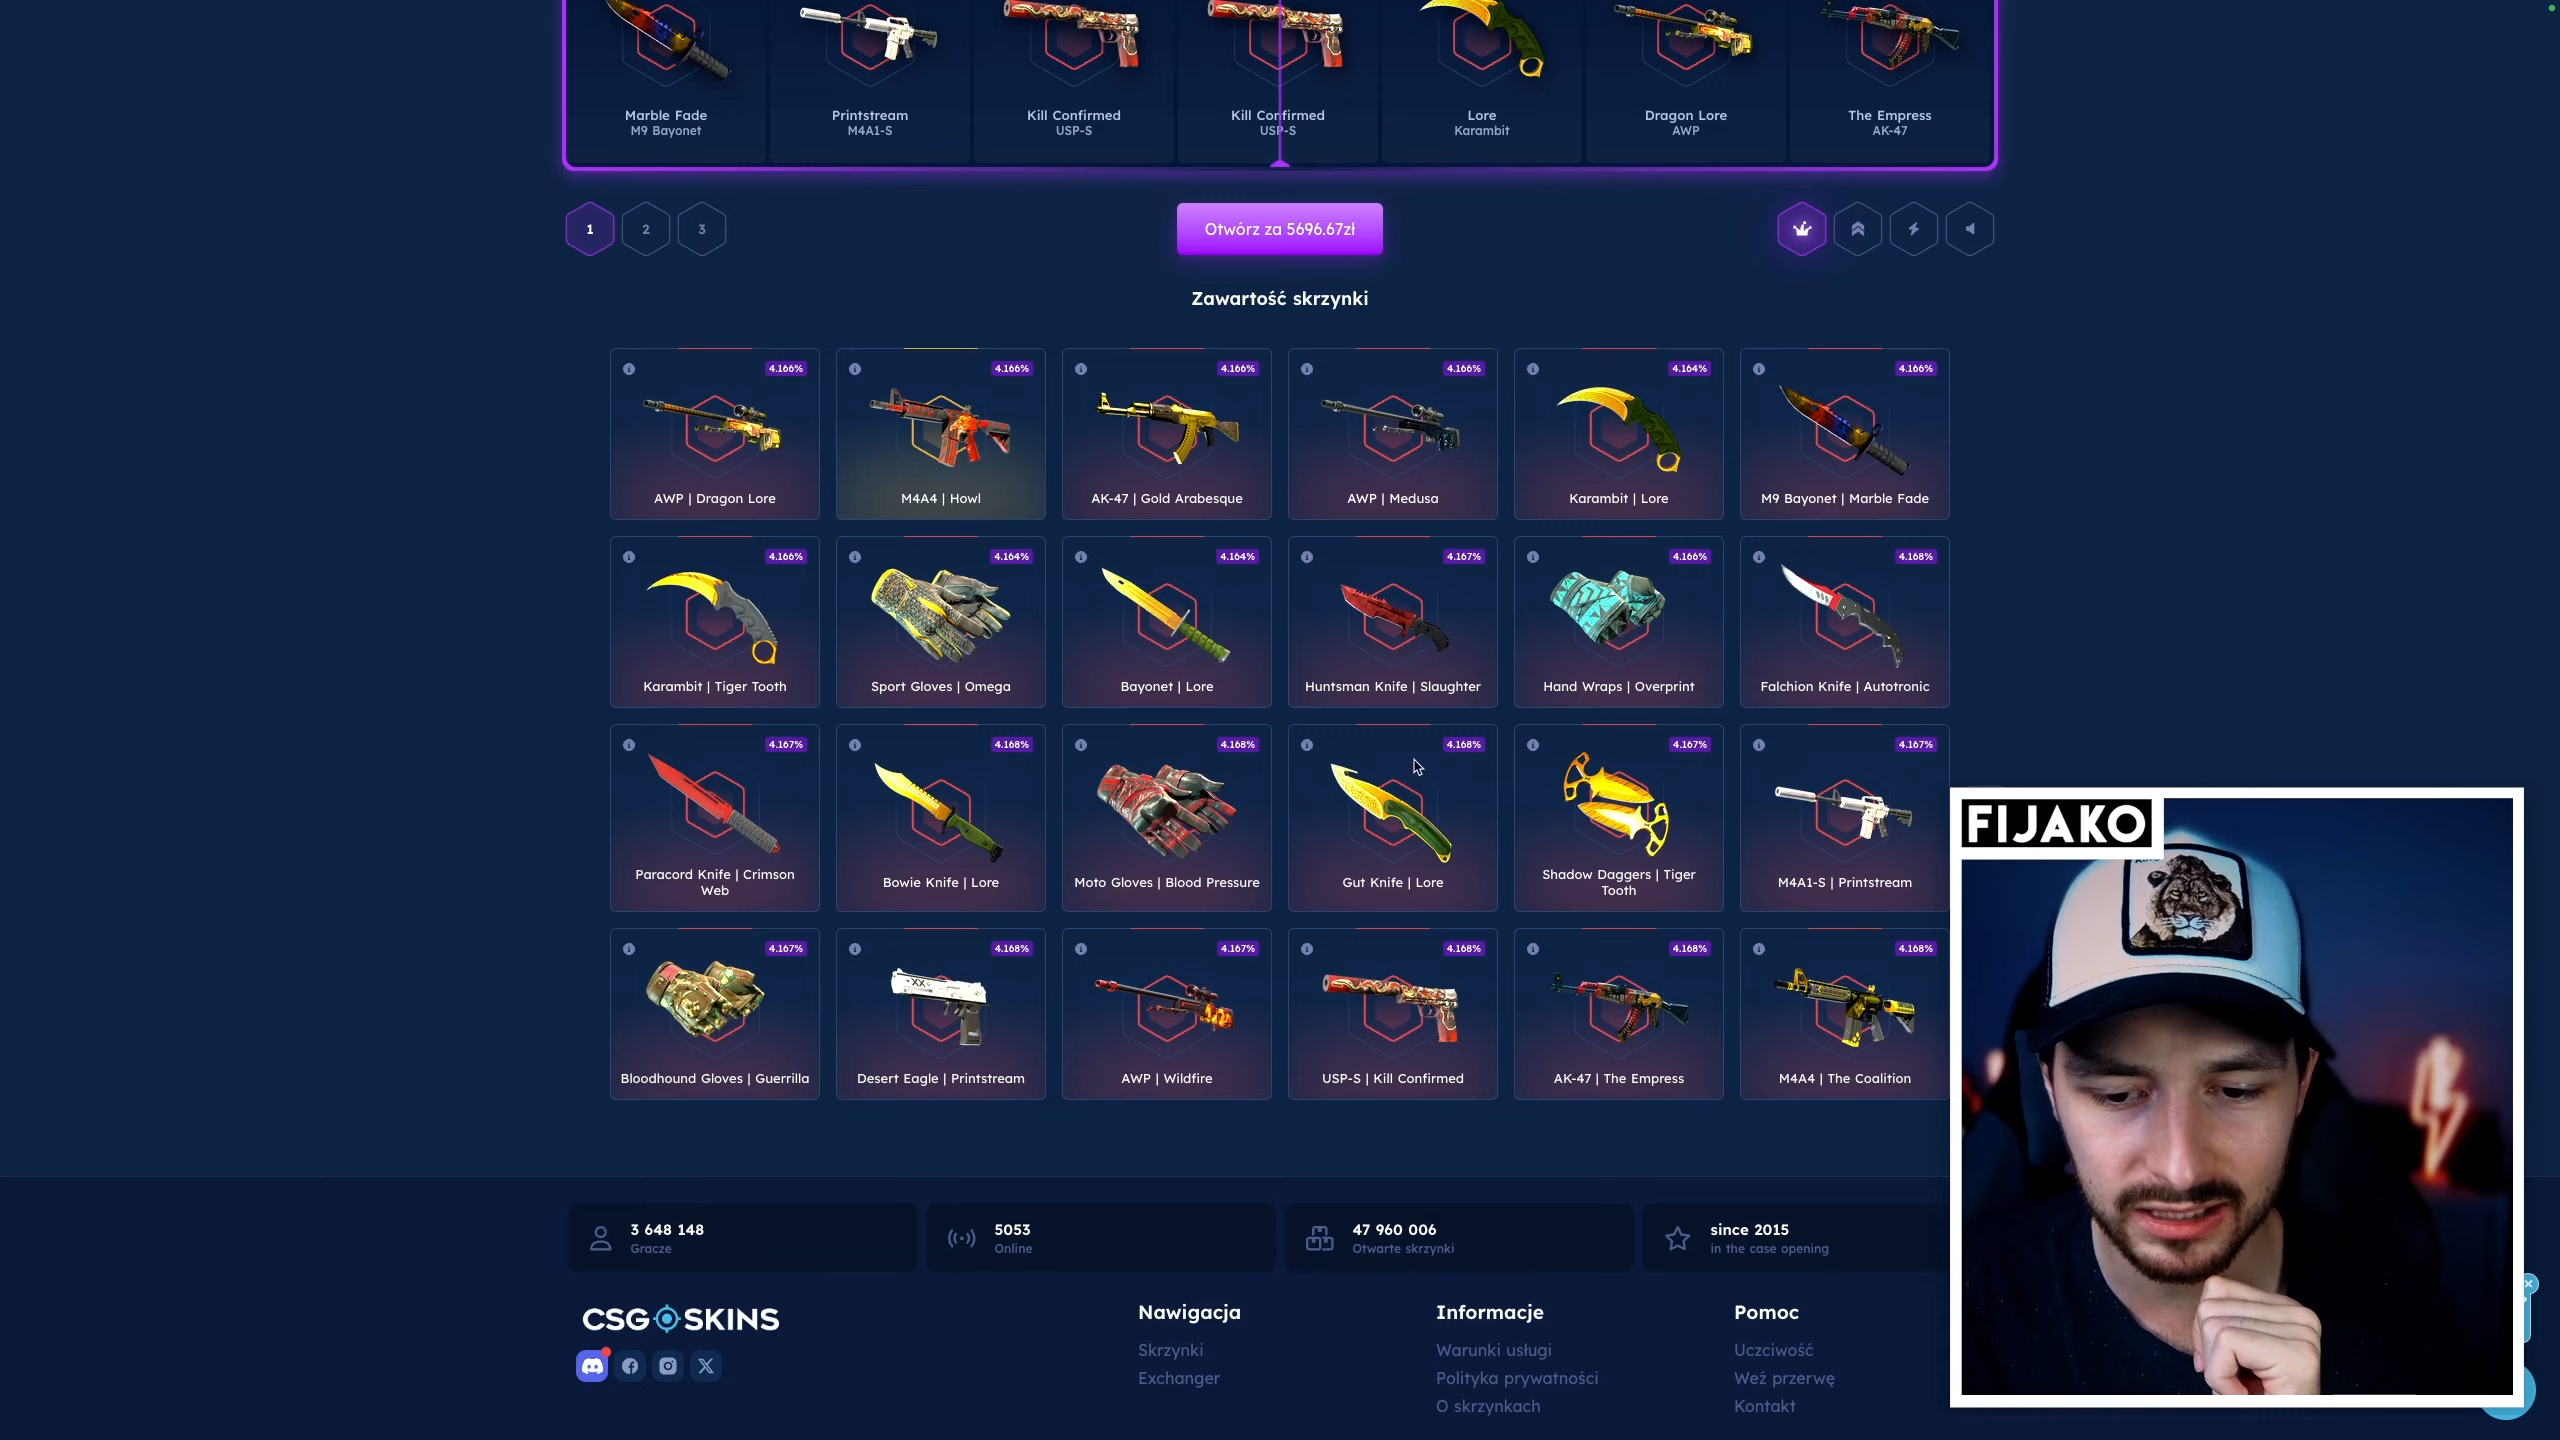 Marble Fade
M9 Bayonet
Printstream
M4A1-S
Kill Confirmed
USP-S
Kill Confirmed
USP-S
Lore
Karambit
Dragon Lore
AWP
The Empress
AK-47
1
2
3
Otwórz za 5696.67zł
Zawartość skrzynki
4.166%
AWP | Dragon Lore
4.166%
M4A4 | Howl
4.166%
AK-47 | Gold Arabesque
4.166%
AWP | Medusa
4.164%
Karambit | Lore
4.166%
M9 Bayonet | Marble Fade
4.166%
Karambit | Tiger Tooth
4.164%
Sport Gloves | Omega
4.164%
Bayonet | Lore
4.167%
Huntsman Knife | Slaughter
4.166%
Hand Wraps | Overprint
4.168%
Falchion Knife | Autotronic
4.167%
Paracord Knife | Crimson
Web
4.168%
Bowie Knife | Lore
4.168%
Moto Gloves | Blood Pressure
4.168%
Gut Knife | Lore
4.167%
Shadow Daggers | Tiger
Tooth
4.167%
M4A1-S | Printstream
4.167%
Bloodhound Gloves | Guerrilla
4.168%
Desert Eagle | Printstream
4.167%
AWP | Wildfire
4.168%
USP-S | Kill Confirmed
4.168%
AK-47 | The Empress
4.168%
M4A4 | The Coalition
FIJAKO
3 648 148
Gracze
5053
Online
47 960 006
Otwarte skrzynki
since 2015
in the case opening
CSGOSKINS
Nawigacja
Skrzynki
Exchanger
Informacje
Warunki usługi
Polityka prywatności
O skrzynkach
Pomoc
Uczciwość
Weź przerwę
Kontakt